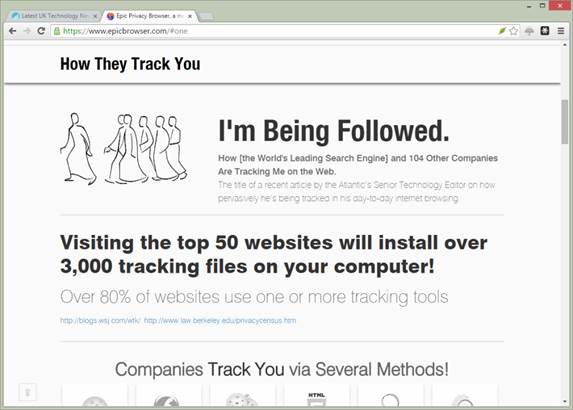 Latest UK Technology Ne
Epic Privacy Browser, a m
https://www.epicbrowser.com/#one
How They Track You
I'm Being Followed.
How [the World's Leading Search Engine] and 104 Other Companies
Are Tracking Me on the Web.
The title of a recent article by the Atlantic's Senior Technology Editor on how
pervasively he's being tracked in his day-to-day internet browsing.
Visiting the top 50 websites will install over
3,000 tracking files on your computer!
Over 80% of websites use one or more tracking tools
http://blogs.wsj.com/wtk/ http://www.law.berkeley.edu/privacycensus.htm
Companies Track You via Several Methods!
HTML